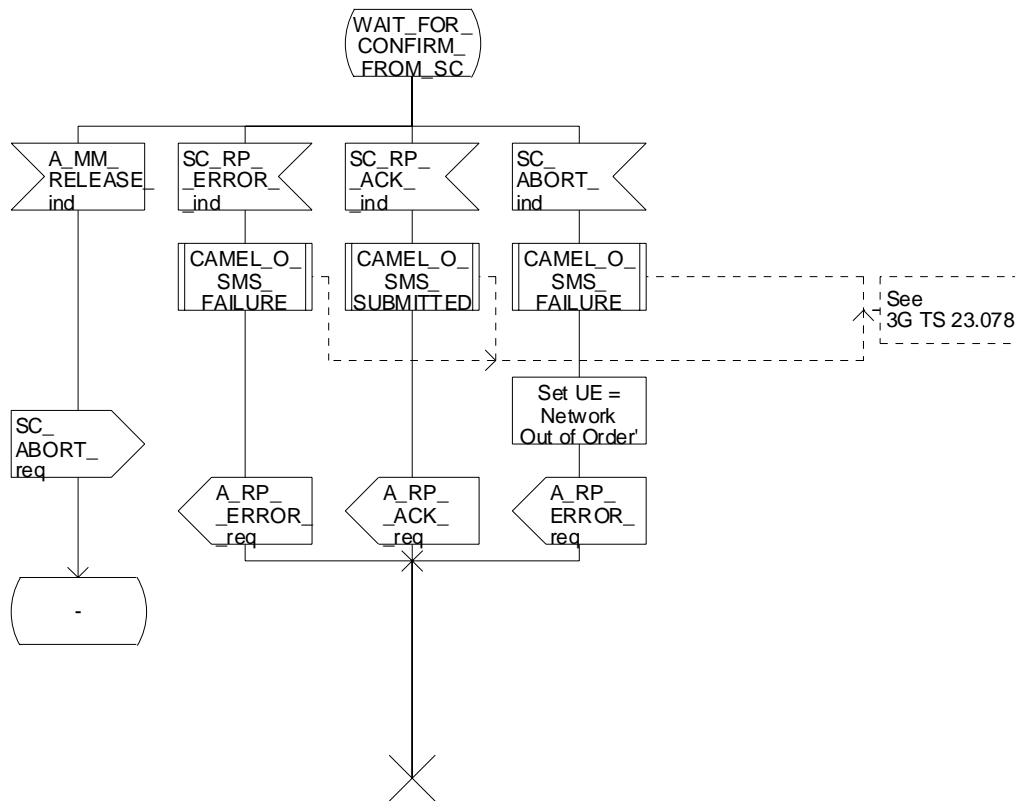 WAIT_FOR_
CONFIRM_
FROM_SC
A_MM_
RELEASE_
ind
SC_RP_
_ERROR_
_ind
SC_RP_
_ACK_
_ind
SC_
ABORT_
ind
CAMEL_O_
SMS_
FAILURE
CAMEL_O_
SMS_
SUBMITTED
CAMEL_O_
SMS_
FAILURE
See
3G TS 23.078
Set UE =
Network
Out of Order'
SC_
ABORT_
req
A_RP_
_ERROR_
_req
A_RP_
_ACK_
_req
A_RP_
ERROR_
req
-